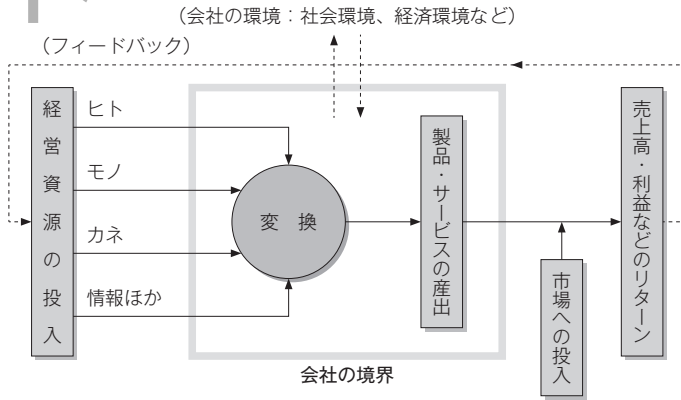 （会社の環境：社会環境、経済環境など）
（フィードバック）
経営資源の投入
ヒト
モノ
カネ
情報ほか
変　換
製品・サービスの産出
市場への投入
売上高・利益などのリターン
会社の境界